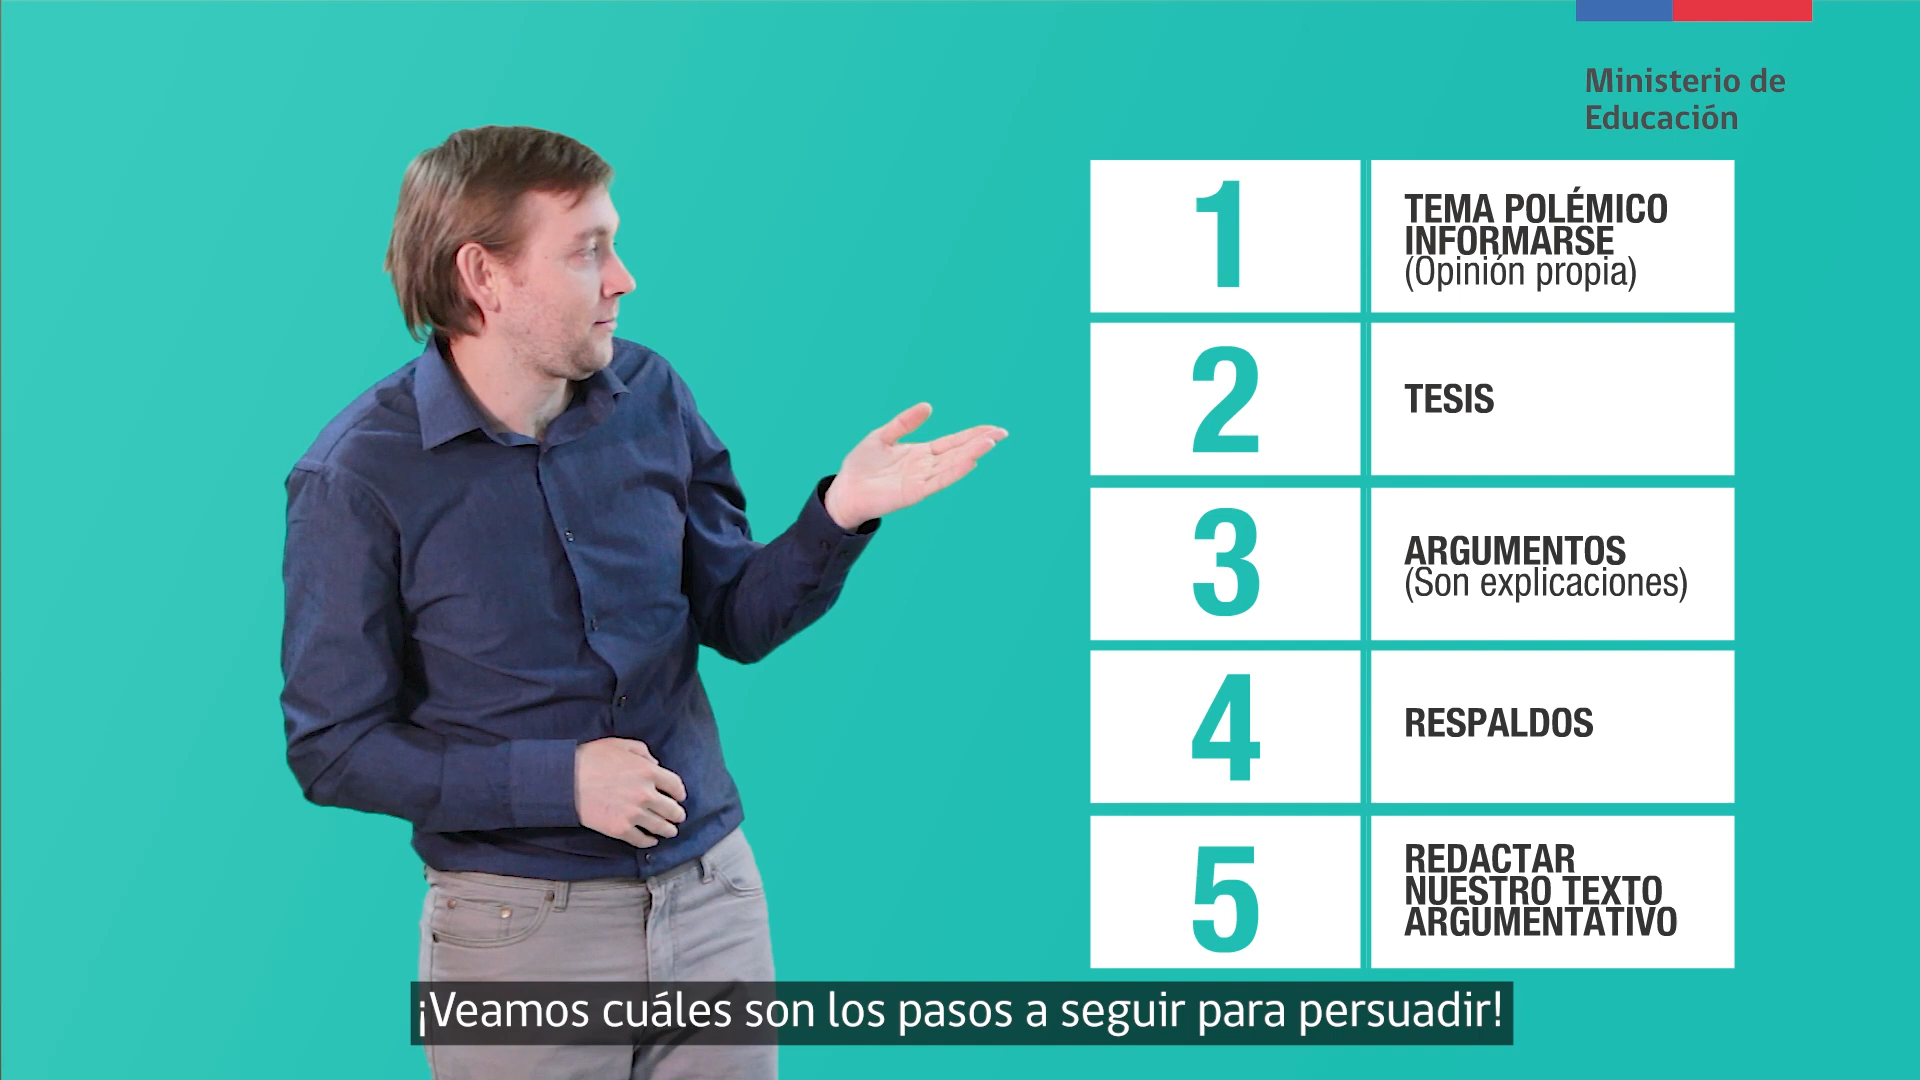 Ministerio de
Educación
1
TEMA POLÉMICO
INFORMARSE
(Opinión propia)
2
TESIS
3
ARGUMENTOS
(Son explicaciones)
4
RESPALDOS
5
REDACTAR
NUESTRO TEXTO
ARGUMENTATIVO
¡Veamos cuáles son los pasos a seguir para persuadir!